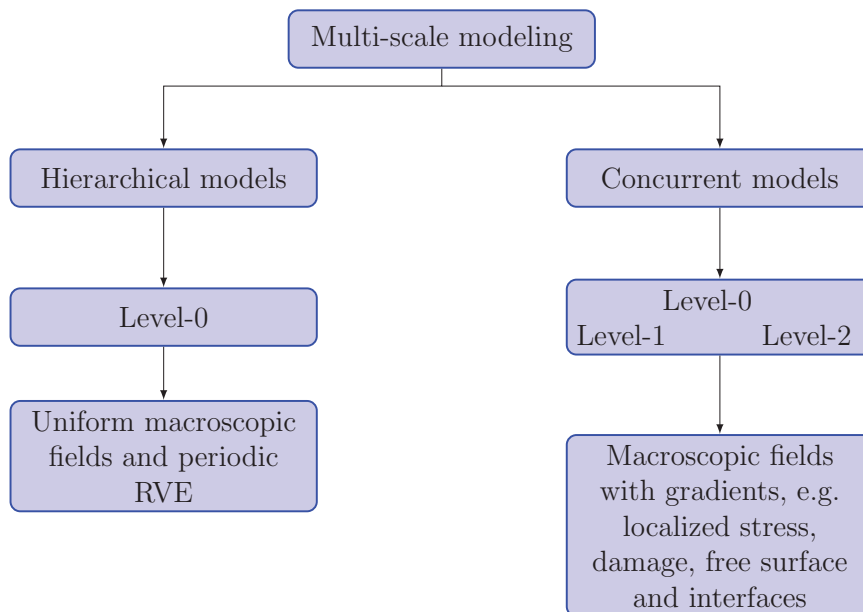 Multi-scale modeling
Hierarchical models
Concurrent models
Level-0
Level-0
Level-1 Level-2
Uniform macroscopic
fields and periodic
RVE
Macroscopic fields
with gradients, e.g.
localized stress,
damage, free surface
and interfaces